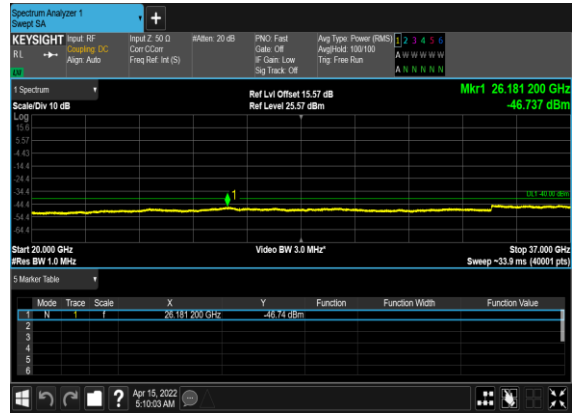 Spectrum Analyzer 1
Swept SA
+
KEYSIGHT Input: RF Input Z: 50 Ω #Atten: 20 dB PNO: Fast Avg Type: Power (RMS) 1 2 3 4 5 6
RL Coupling: DC Corr CCorr Gate: Off Avg|Hold: 100/100 A W W W W W
Align: Auto Freq Ref: Int (S) IF Gain: Low Trig: Free Run
LW Sig Track: Off A N N N N N
1 Spectrum Ref Lvl Offset 15.57 dB Mkr1 26.181 200 GHz
Scale/Div 10 dB Ref Level 25.57 dBm -46.737 dBm
Log
15.6
5.57
-4.43
-14.4
-24.4
-34.4 1 DL1 -40.00 dBm
-44.4
-54.4
-64.4
Start 20.000 GHz Video BW 3.0 MHz* Stop 37.000 GHz
#Res BW 1.0 MHz Sweep ~33.9 ms (40001 pts)
5 Marker Table
Mode Trace Scale X Y Function Function Width Function Value
1 N 1 f 26.181 200 GHz -46.74 dBm
2
3
4
5
6
? Apr 15, 2022
5:10:03 AM